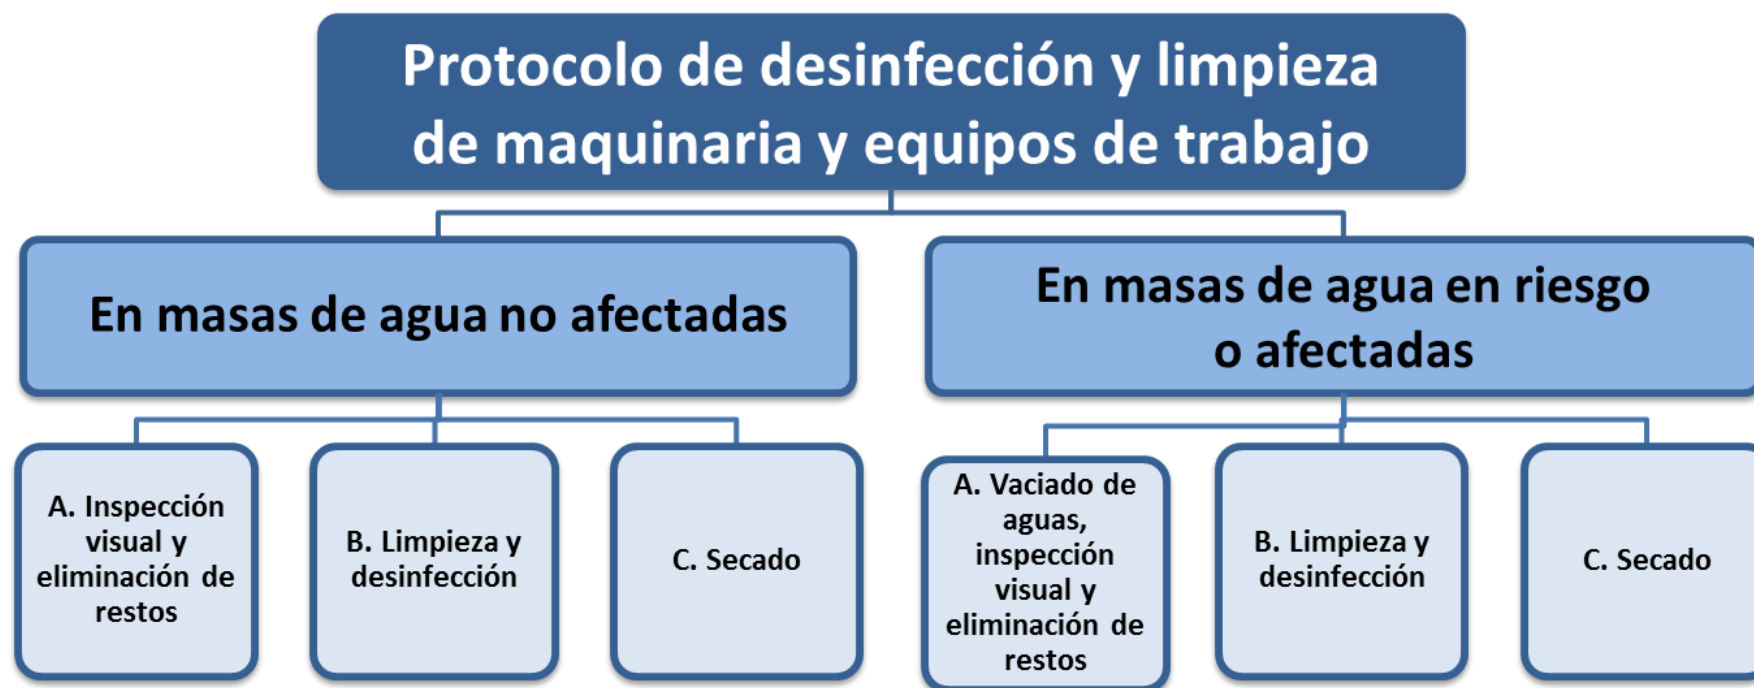 Protocolo de desinfección y limpieza
de maquinaria y equipos de trabajo
En masas de agua no afectadas
En masas de agua en riesgo
o afectadas
A. Inspección
visual y
eliminación de
restos
B. Limpieza y
desinfección
C. Secado
A. Vaciado de
aguas,
inspección
visual y
eliminación de
restos
B. Limpieza y
desinfección
C. Secado